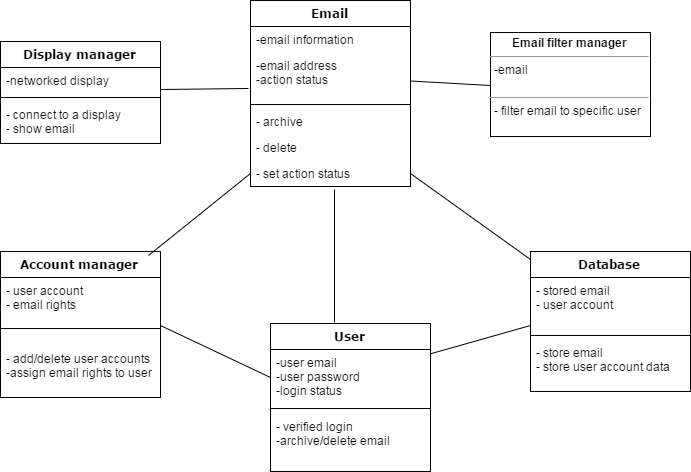 Email
-email information
-email address
-action status
- archive
- delete
- set action status
Display manager
-networked display
- connect to a display
- show email
Email filter manager
-email
- filter email to specific user
Account manager
- user account
- email rights
- add/delete user accounts
-assign email rights to user
User
-user email
-user password
-login status
- verified login
-archive/delete email
Database
- stored email
- user account
- store email
- store user account data